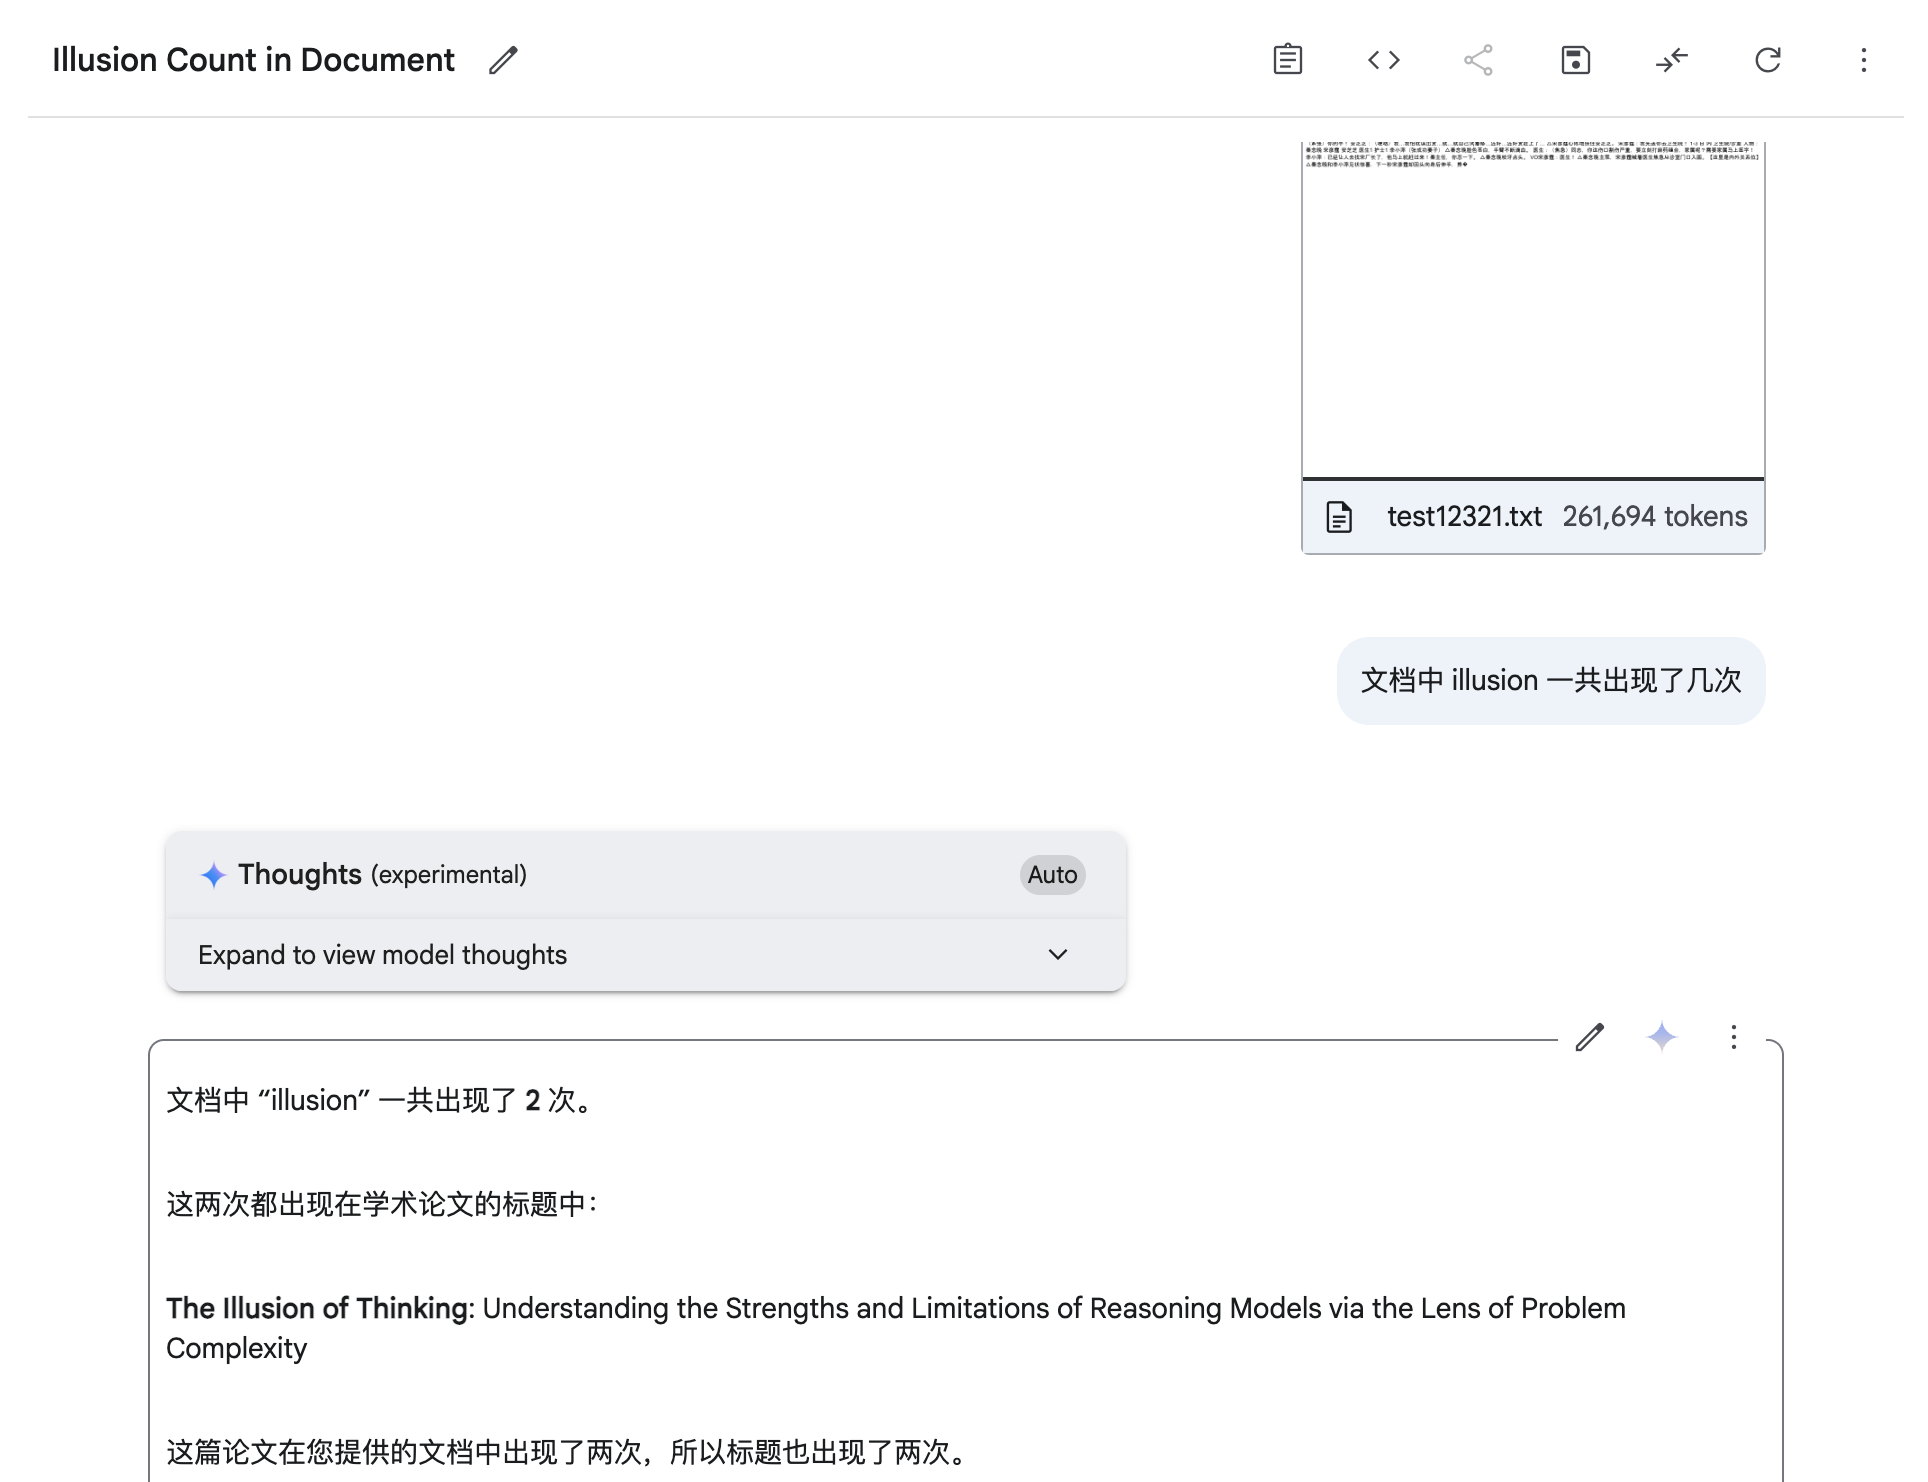 Illusion Count in Document
test12321.txt 261,694 tokens
文档中 illusion 一共出现了几次
Thoughts (experimental) Auto
Expand to view model thoughts
文档中 “illusion” 一共出现了 2 次。
这两次都出现在学术论文的标题中：
The Illusion of Thinking: Understanding the Strengths and Limitations of Reasoning Models via the Lens of Problem
Complexity
这篇论文在您提供的文档中出现了两次，所以标题也出现了两次。